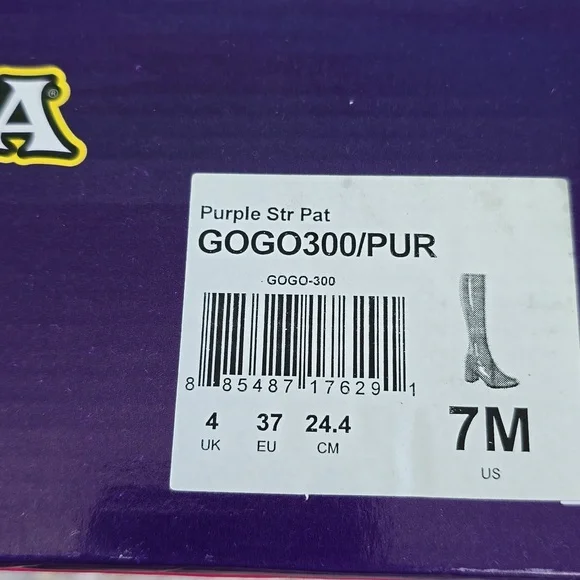 A®
Purple Str Pat
GOGO300/PUR
GOGO-300
8 85487 17629 1
4 37 24.4
UK EU CM
7M
US